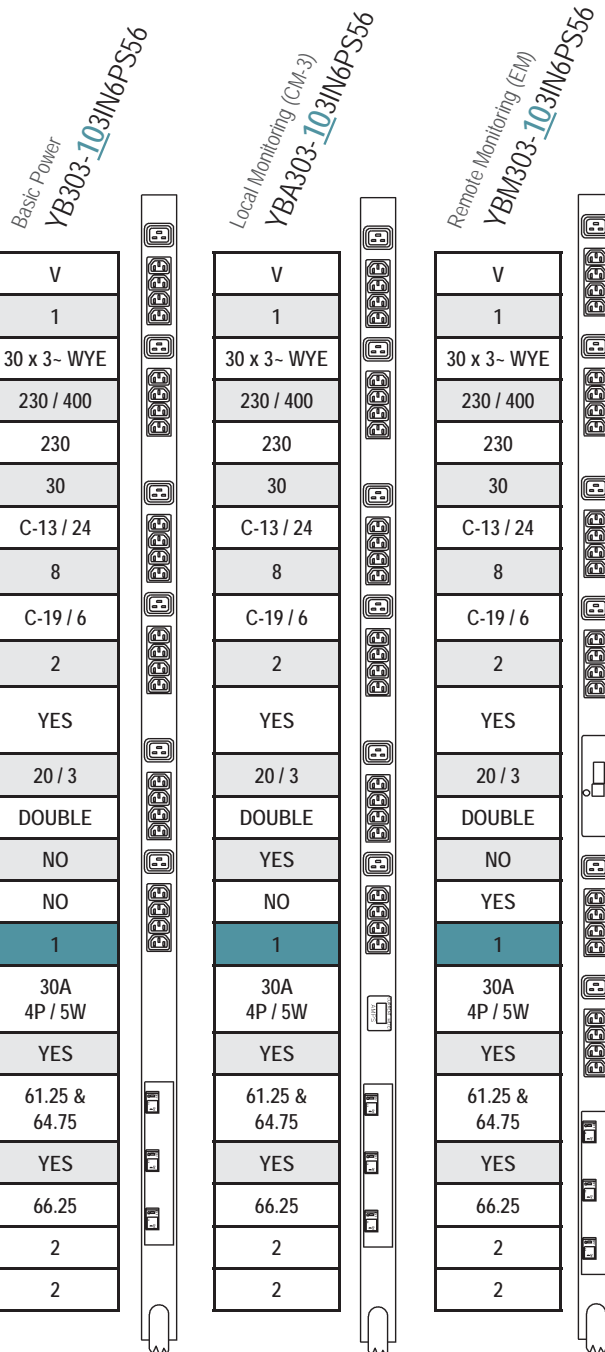 Basic Power
YB303-103IN6PS56
V
1
30 x 3~ WYE
230 / 400
230
30
C-13 / 24
8
C-19 / 6
2
YES
20 / 3
DOUBLE
NO
NO
1
30A
4P / 5W
YES
61.25 &
64.75
YES
66.25
2
2
Local Monitoring (CM-3)
YBA303-103IN6PS56
V
1
30 x 3~ WYE
230 / 400
230
30
C-13 / 24
8
C-19 / 6
2
YES
20 / 3
DOUBLE
YES
NO
1
30A
4P / 5W
YES
61.25 &
64.75
YES
66.25
2
2
AMPS
Remote Monitoring (EM)
YBM303-103IN6PS56
V
1
30 x 3~ WYE
230 / 400
230
30
C-13 / 24
8
C-19 / 6
2
YES
20 / 3
DOUBLE
NO
YES
1
30A
4P / 5W
YES
61.25 &
64.75
YES
66.25
2
2